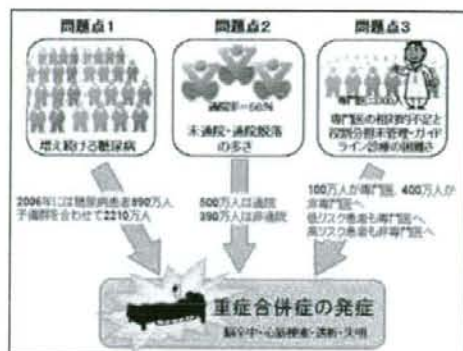 問題点1
問題点2
問題点3
増え続ける糖尿病
通院率=56%
未通院・通院脱落
の多さ
専門医の相対的不足と
役割分担未管理・ガイド
ライン診療の困難さ
2006年には糖尿病患者890万人
予備群を合わせて2210万人
500万人は通院
390万人は非通院
100万人が専門医、400万人が
非専門医へ
低リスク患者も専門医へ
高リスク患者も非専門医へ
重症合併症の発症
脳卒中・心筋梗塞・透析・失明